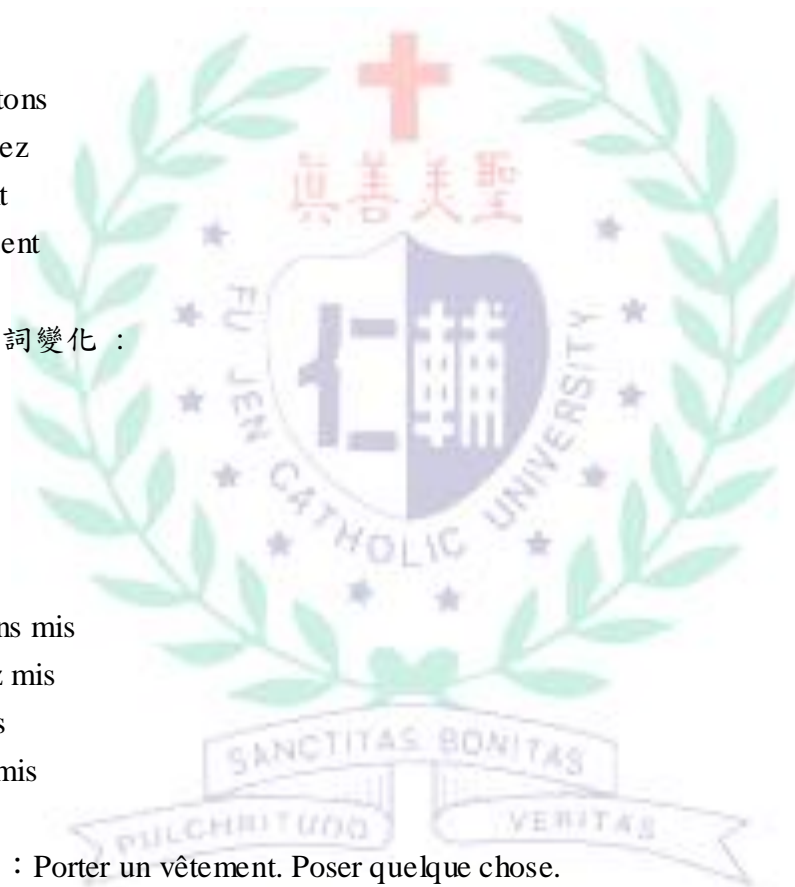 tons
ez
t
ent
真善美聖
詞變化 :
FU JEN CATHOLIC UNIVERSITY
仁輔
ns mis
z mis
s
mis
SANCTITAS BONITAS
PULCHRITUDO VERITAS
：Porter un vêtement. Poser quelque chose.